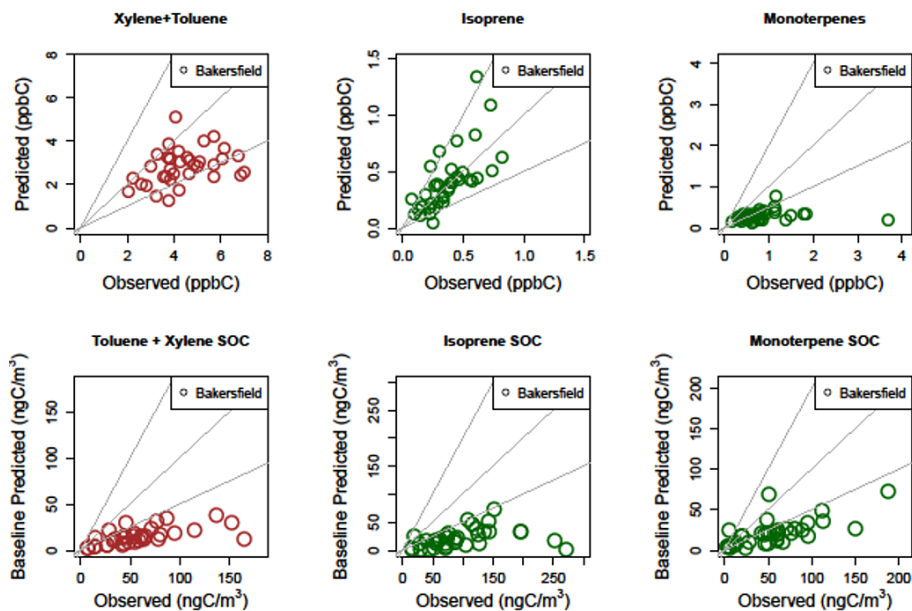 Xylene+Toluene
Isoprene
Monoterpenes
Predicted (ppbC)
8
6
4
2
0
Bakersfield
0 2 4 6 8
Observed (ppbC)
Predicted (ppbC)
1.5
1.0
0.5
0.0
Bakersfield
0.0 0.5 1.0 1.5
Observed (ppbC)
Predicted (ppbC)
4
3
2
1
0
Bakersfield
0 1 2 3 4
Observed (ppbC)
Toluene + Xylene SOC
Isoprene SOC
Monoterpene SOC
Baseline Predicted (ngC/m³)
150
100
50
0
Bakersfield
0 50 100 150
Observed (ngC/m³)
Baseline Predicted (ngC/m³)
250
150
50
0
Bakersfield
0 50 150 250
Observed (ngC/m³)
Baseline Predicted (ngC/m³)
200
150
100
50
0
Bakersfield
0 50 100 150 200
Observed (ngC/m³)